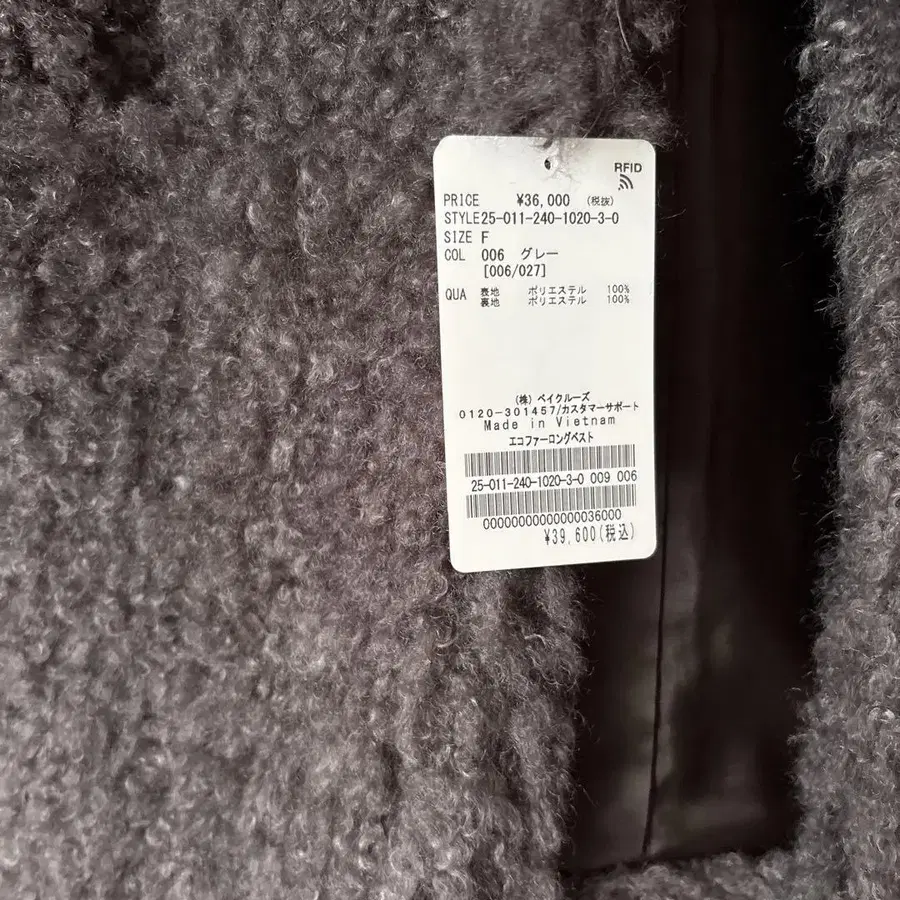 RFID
PRICE ¥36,000 (税抜)
STYLE 25-011-240-1020-3-0
SIZE F
COL 006 グレー
[006/027]
QUA 表地 ポリエステル 100%
裏地 ポリエステル 100%
(株) ベイクルーズ
0120-301457/カスタマーサポート
Made in Vietnam
エコファーロングベスト
25-011-240-1020-3-0 009 006
00000000000000036000
¥39,600(税込)